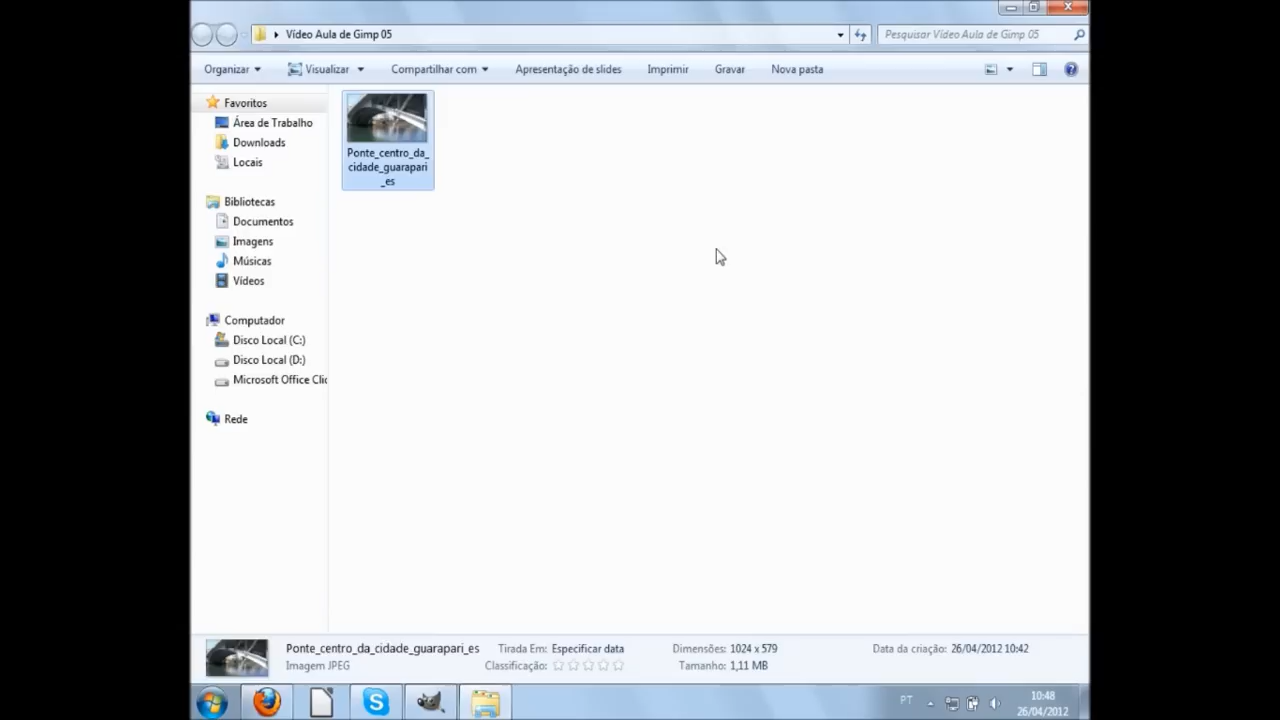 Vídeo Aula de Gimp 05
Pesquisar Vídeo Aula de Gimp 05
Organizar Visualizar Compartilhar com Apresentação de slides Imprimir Gravar Nova pasta
Favoritos
Área de Trabalho
Downloads
Locais
Bibliotecas
Documentos
Imagens
Músicas
Vídeos
Computador
Disco Local (C:)
Disco Local (D:)
Microsoft Office Clic
Rede
Ponte_centro_da_
cidade_guarapari
_es
Ponte_centro_da_cidade_guarapari_es Tirada Em: Especificar data Dimensões: 1024 x 579 Data da criação: 26/04/2012 10:42
Imagem JPEG Classificação: Tamanho: 1,11 MB
PT
10:48
26/04/2012